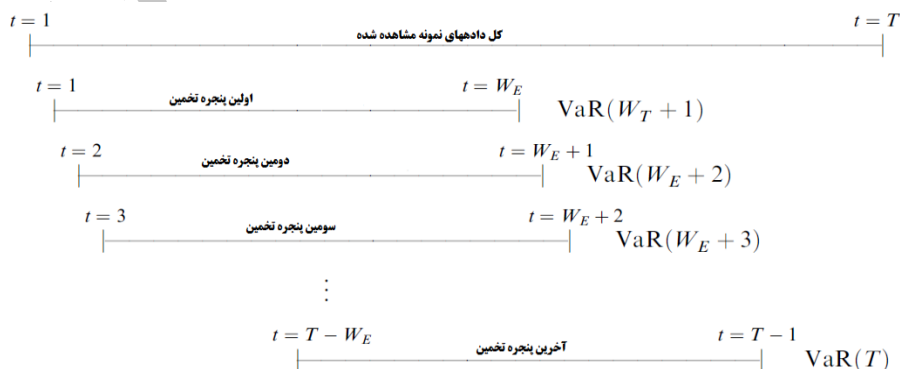 t = 1
t = T
کل دادههای نمونه مشاهده شده
t = 1
t = W_E
اولین پنجره تخمین
VaR(W_T + 1)
t = 2
t = W_E + 1
دومین پنجره تخمین
VaR(W_E + 2)
t = 3
t = W_E + 2
سومین پنجره تخمین
VaR(W_E + 3)
⋮
t = T − W_E
t = T − 1
آخرین پنجره تخمین
VaR(T)